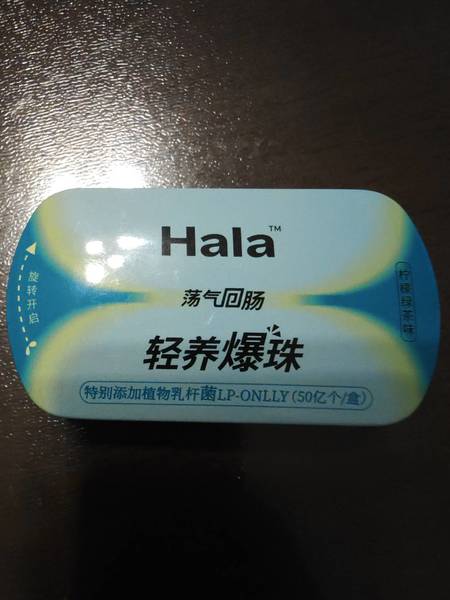 Hala™
荡气回肠
轻养爆珠
特别添加植物乳杆菌LP-ONLLY(50亿个/盒)
旋转开启
柠檬绿茶味